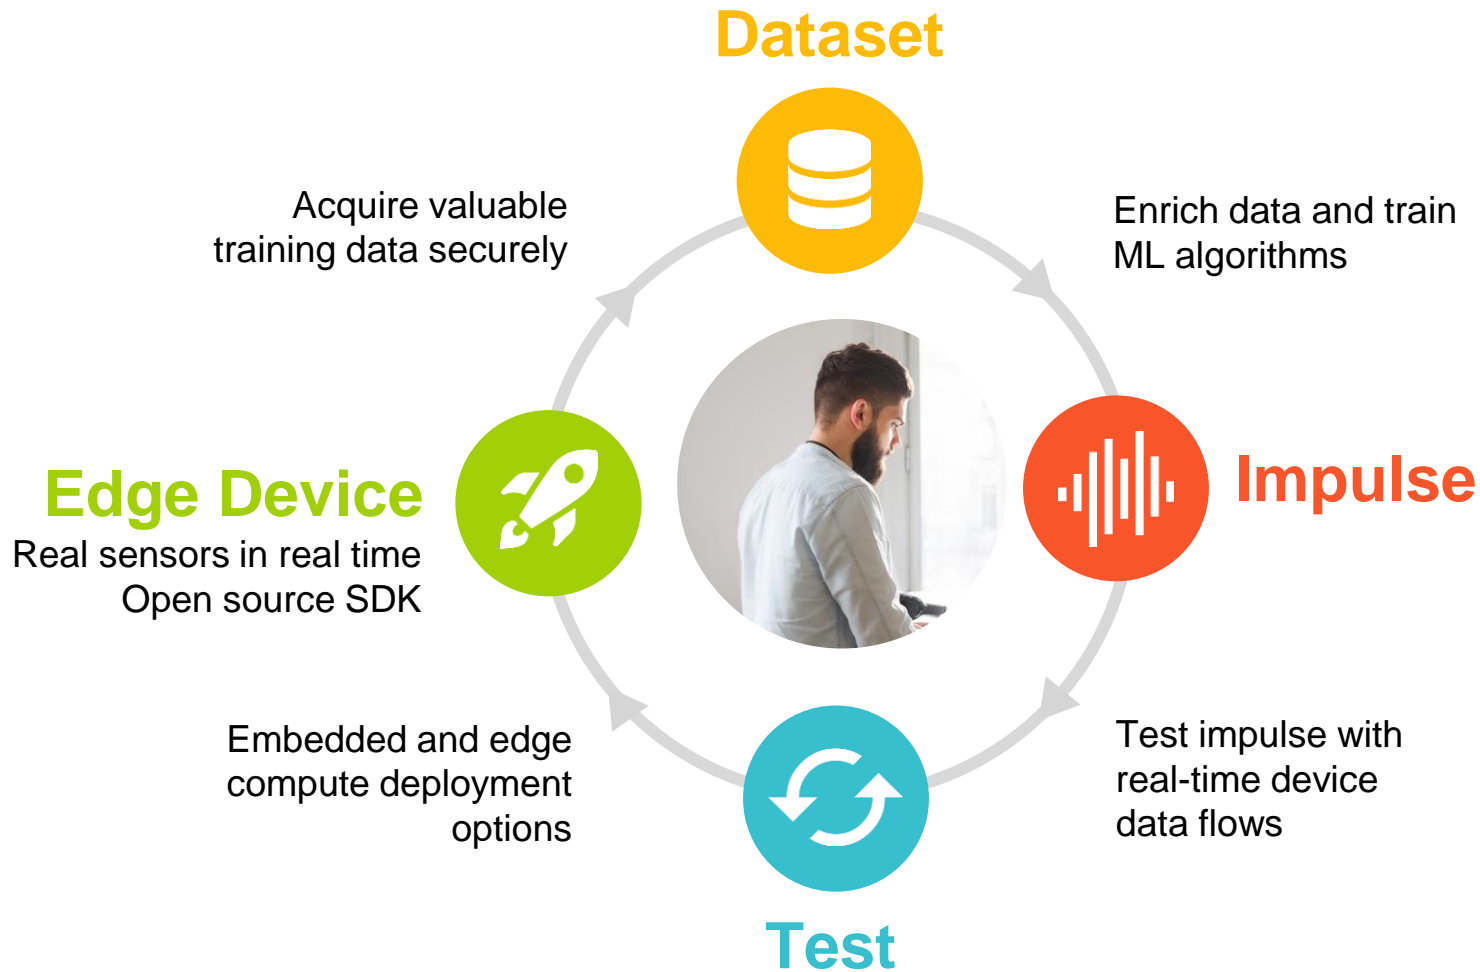 Dataset
Acquire valuable
training data securely
Enrich data and train
ML algorithms
Edge Device
Real sensors in real time
Open source SDK
Impulse
Embedded and edge
compute deployment
options
Test impulse with
real-time device
data flows
Test